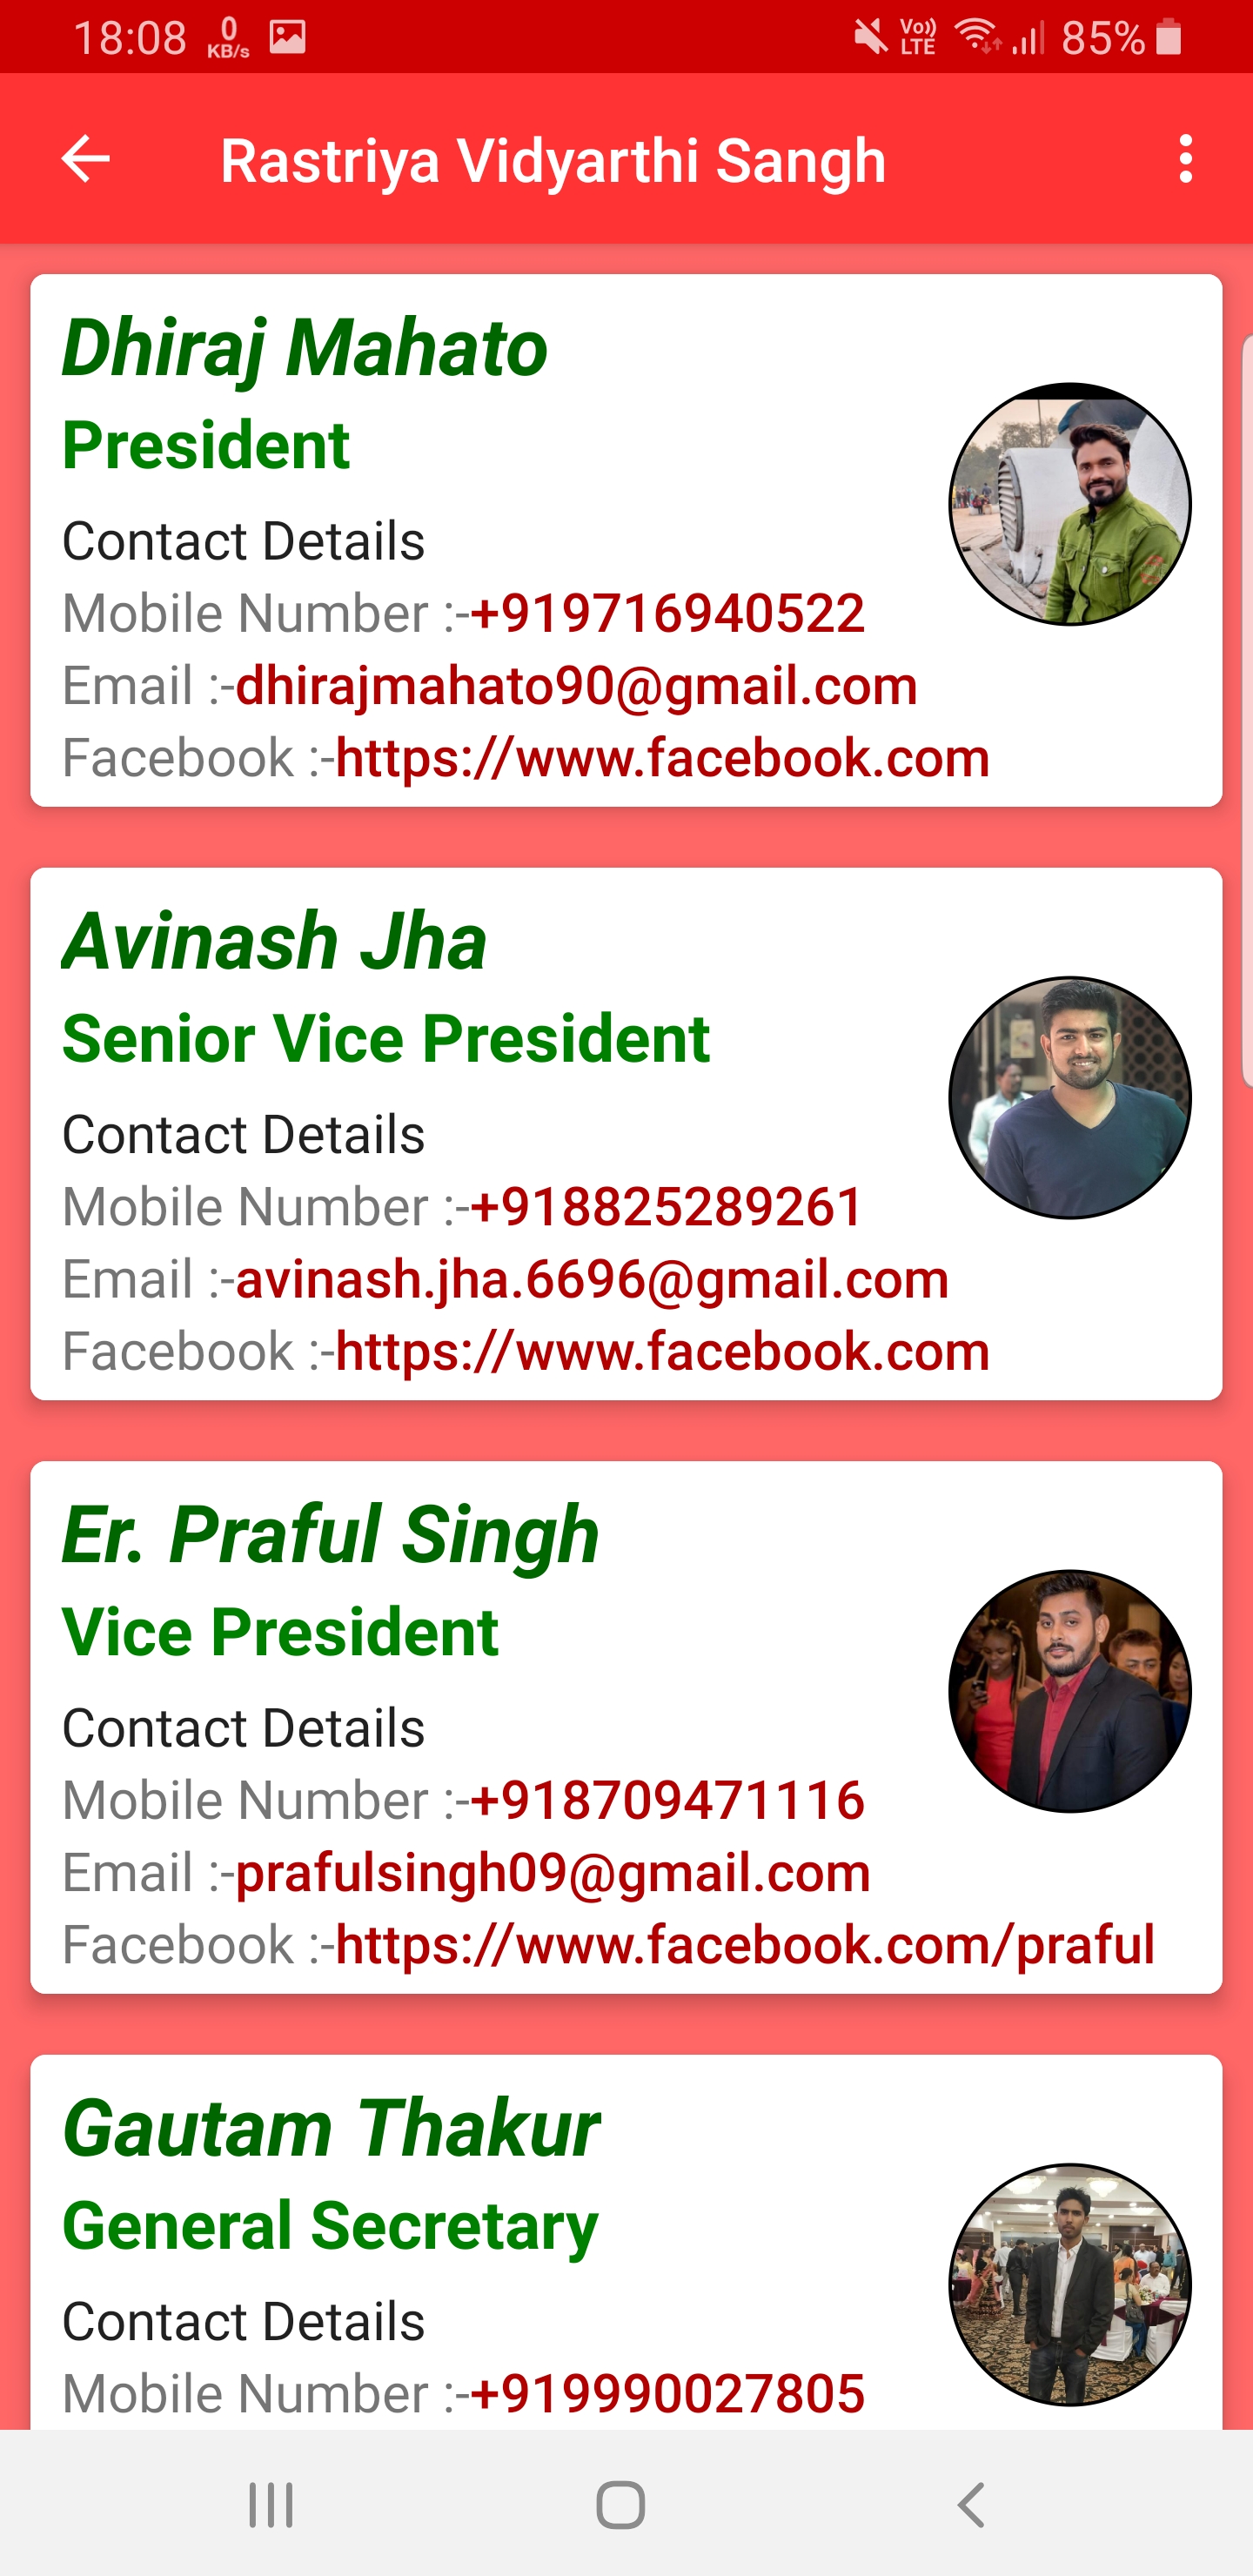 18:08 0 KB/s Vo)) LTE 85%
Rastriya Vidyarthi Sangh
Dhiraj Mahato
President
Contact Details
Mobile Number :-+919716940522
Email :-dhirajmahato90@gmail.com
Facebook :-https://www.facebook.com
Avinash Jha
Senior Vice President
Contact Details
Mobile Number :-+918825289261
Email :-avinash.jha.6696@gmail.com
Facebook :-https://www.facebook.com
Er. Praful Singh
Vice President
Contact Details
Mobile Number :-+918709471116
Email :-prafulsingh09@gmail.com
Facebook :-https://www.facebook.com/praful
Gautam Thakur
General Secretary
Contact Details
Mobile Number :-+919990027805